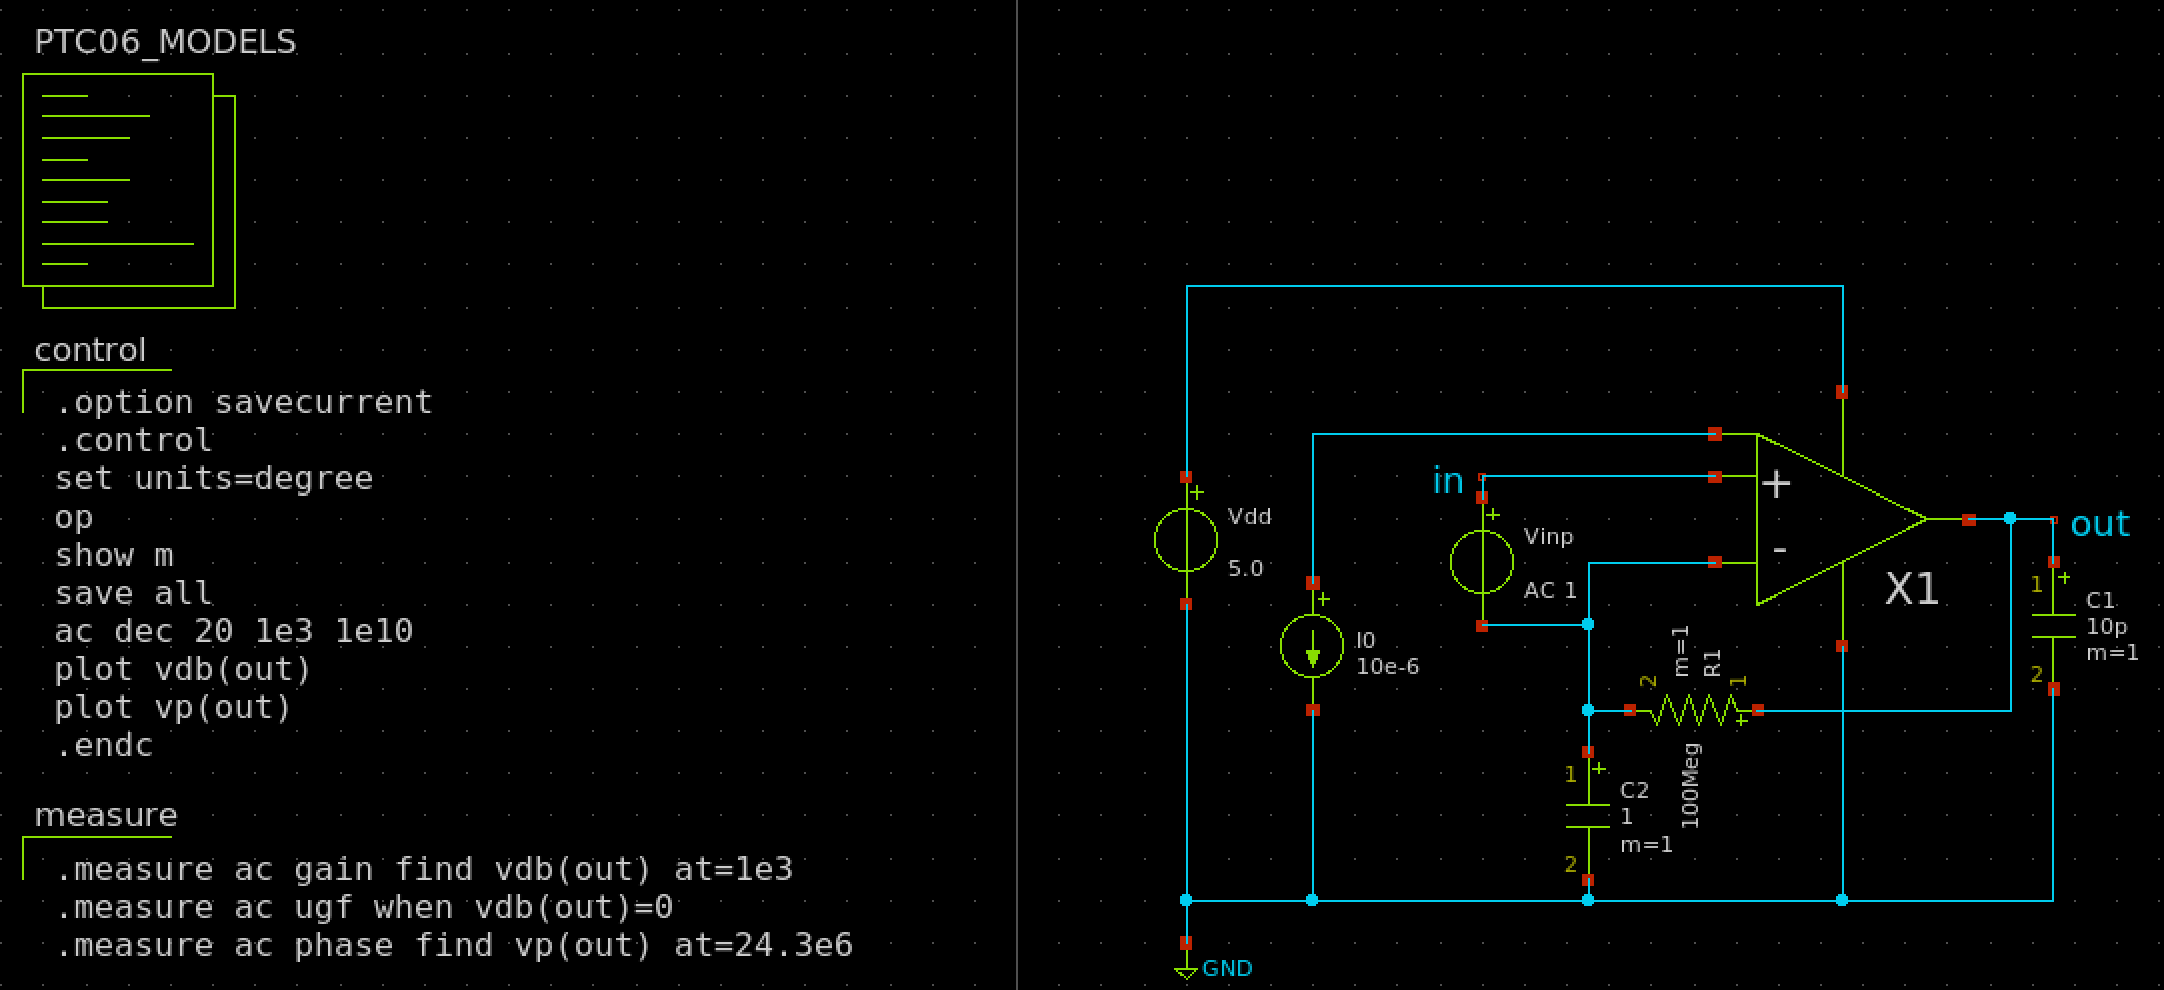 PTC06_MODELS
control
.option savecurrent
.control
set units=degree
op
show m
save all
ac dec 20 1e3 1e10
plot vdb(out)
plot vp(out)
.endc
measure
.measure ac gain find vdb(out) at=1e3
.measure ac ugf when vdb(out)=0
.measure ac phase find vp(out) at=24.3e6
+
Vdd
5.0
+
I0
10e-6
in
+
Vinp
AC 1
+
-
X1
out
1
+
C1
10p
m=1
2
2
m=1
R1
1
+
100Meg
1
+
C2
1
m=1
2
GND